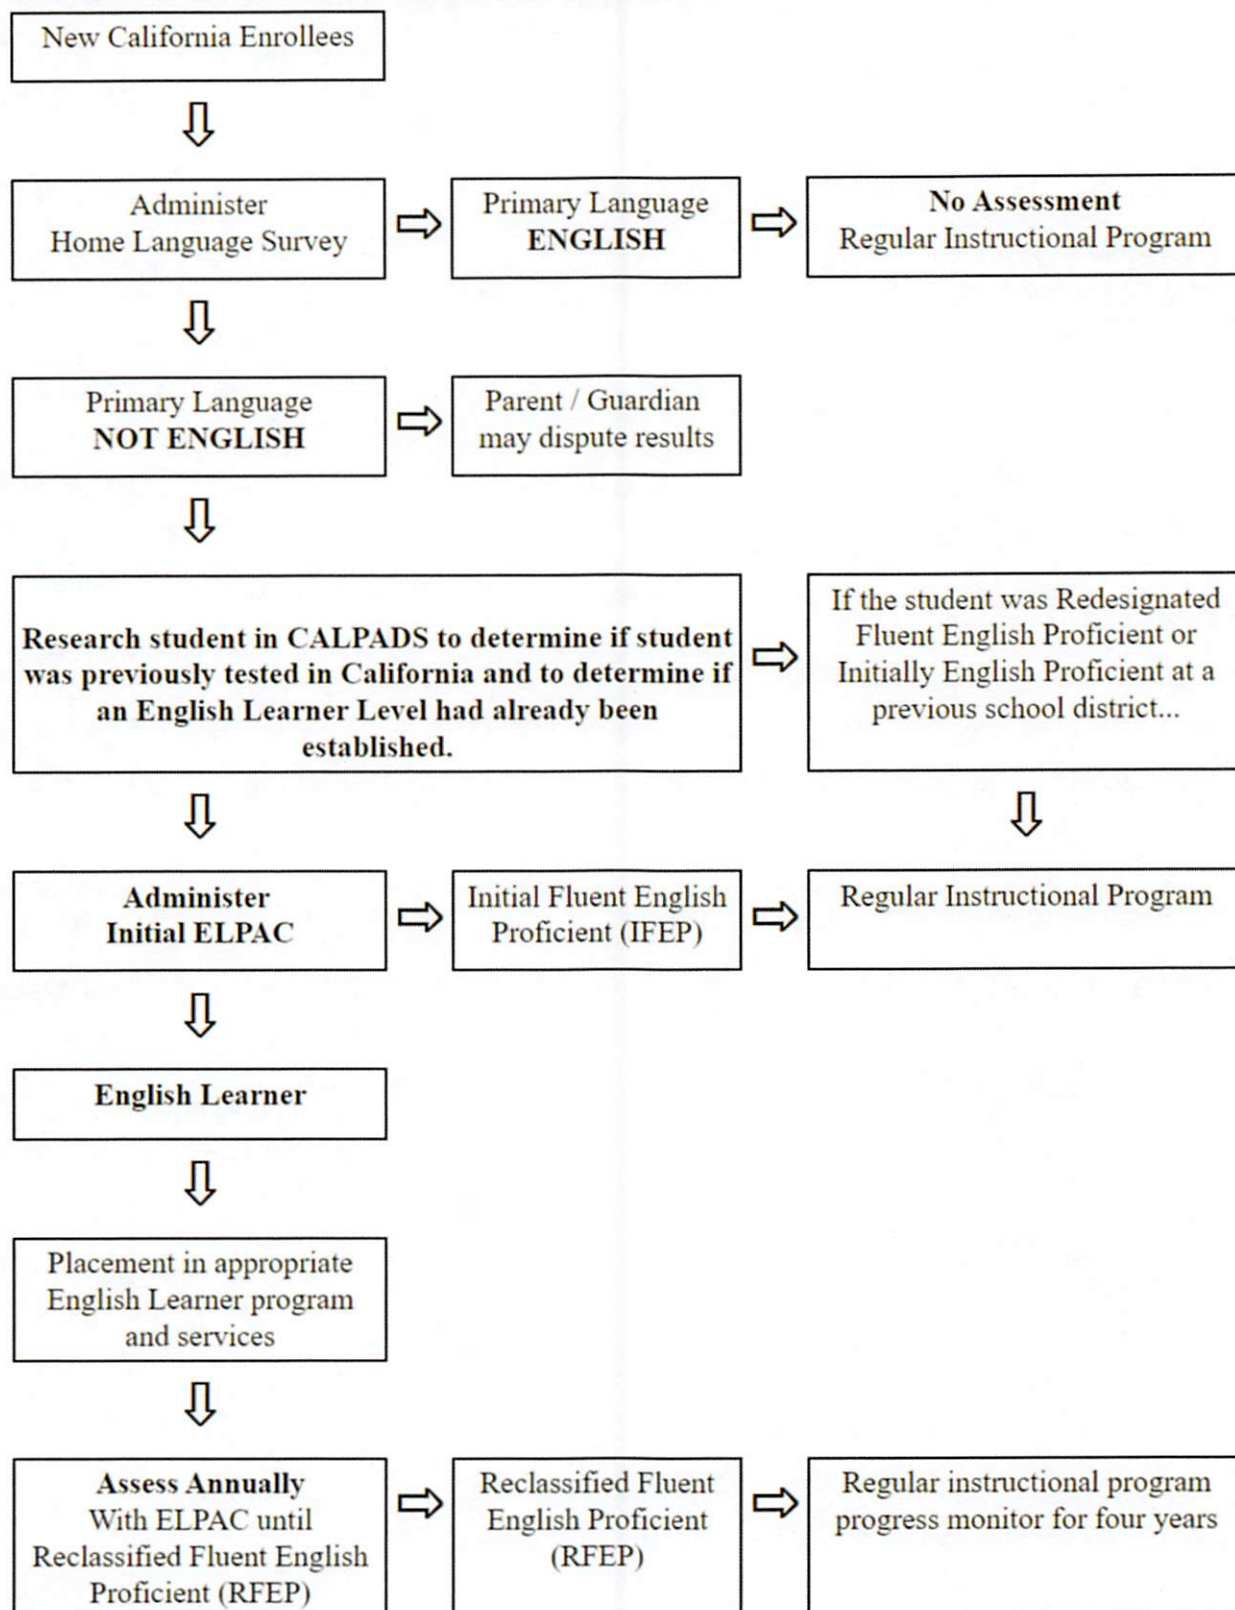 New California Enrollees
Administer
Home Language Survey
Primary Language
ENGLISH
No Assessment
Regular Instructional Program
Primary Language
NOT ENGLISH
Parent / Guardian
may dispute results
Research student in CALPADS to determine if student
was previously tested in California and to determine if
an English Learner Level had already been
established.
If the student was Redesignated
Fluent English Proficient or
Initially English Proficient at a
previous school district...
Administer
Initial ELPAC
Initial Fluent English
Proficient (IFEP)
Regular Instructional Program
English Learner
Placement in appropriate
English Learner program
and services
Assess Annually
With ELPAC until
Reclassified Fluent English
Proficient (RFEP)
Reclassified Fluent
English Proficient
(RFEP)
Regular instructional program
progress monitor for four years